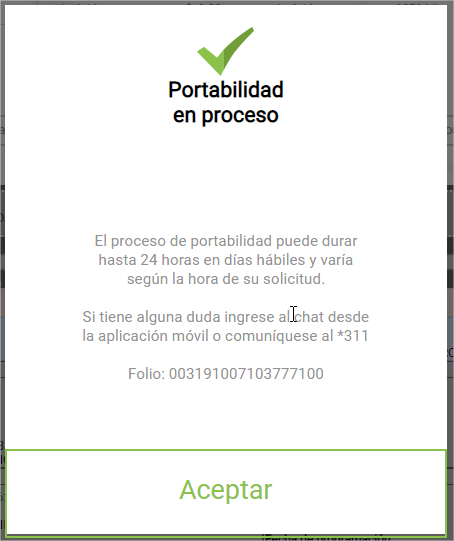 Portabilidad
en proceso
El proceso de portabilidad puede durar
hasta 24 horas en días hábiles y varía
según la hora de su solicitud.
Si tiene alguna duda ingrese al chat desde
la aplicación móvil o comuníquese al *311
Folio: 003191007103777100
Aceptar